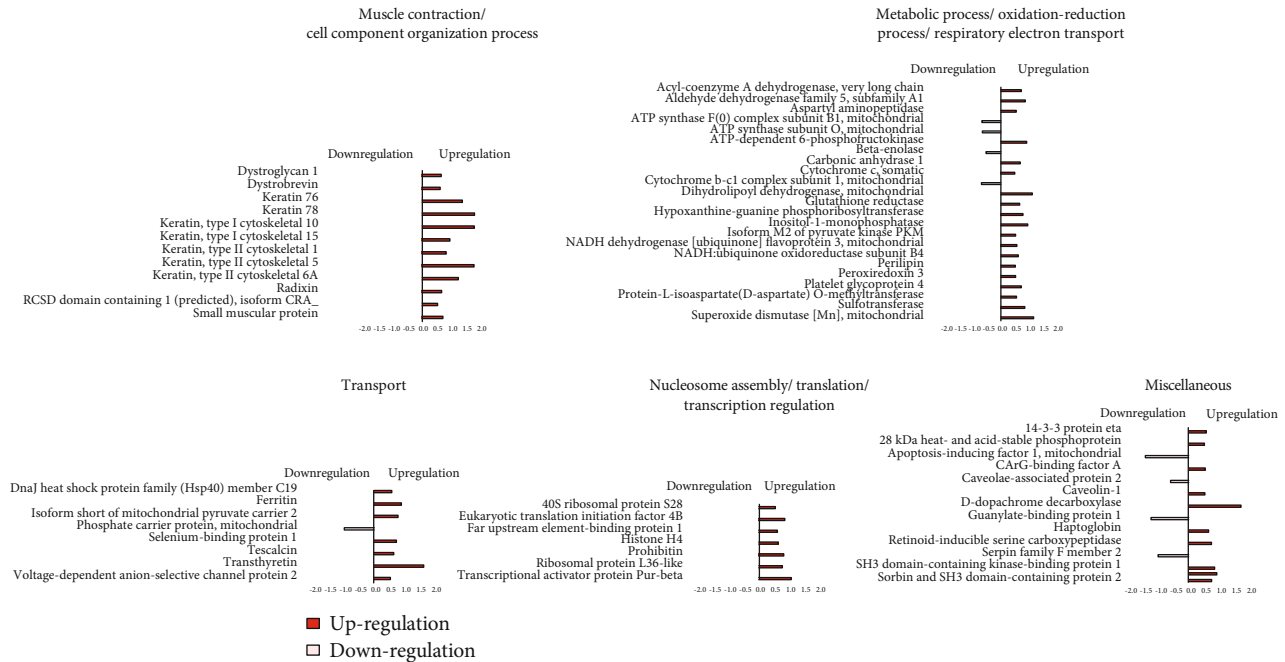 Muscle contraction/
cell component organization process
Downregulation Upregulation
Dystroglycan 1
Dystrobrevin
Keratin 76
Keratin 78
Keratin, type I cytoskeletal 10
Keratin, type I cytoskeletal 15
Keratin, type II cytoskeletal 1
Keratin, type II cytoskeletal 5
Keratin, type II cytoskeletal 6A
Radixin
RCSD domain containing 1 (predicted), isoform CRA_
Small muscular protein
-2.0 -1.5 -1.0 -0.5 0.0 0.5 1.0 1.5 2.0
Metabolic process/ oxidation-reduction
process/ respiratory electron transport
Downregulation Upregulation
Acyl-coenzyme A dehydrogenase, very long chain
Aldehyde dehydrogenase family 5, subfamily A1
Aspartyl aminopeptidase
ATP synthase F(0) complex subunit B1, mitochondrial
ATP synthase subunit O, mitochondrial
ATP-dependent 6-phosphofructokinase
Beta-enolase
Carbonic anhydrase 1
Cytochrome c, somatic
Cytochrome b-c1 complex subunit 1, mitochondrial
Dihydrolipoyl dehydrogenase, mitochondrial
Glutathione reductase
Hypoxanthine-guanine phosphoribosyltransferase
Inositol-1-monophosphatase
Isoform M2 of pyruvate kinase PKM
NADH dehydrogenase [ubiquinone] flavoprotein 3, mitochondrial
NADH:ubiquinone oxidoreductase subunit B4
Perilipin
Peroxiredoxin 3
Platelet glycoprotein 4
Protein-L-isoaspartate(D-aspartate) O-methyltransferase
Sulfotransferase
Superoxide dismutase [Mn], mitochondrial
-2.0 -1.5 -1.0 -0.5 0.0 0.5 1.0 1.5 2.0
Transport
Downregulation Upregulation
DnaJ heat shock protein family (Hsp40) member C19
Ferritin
Isoform short of mitochondrial pyruvate carrier 2
Phosphate carrier protein, mitochondrial
Selenium-binding protein 1
Tescalcin
Transthyretin
Voltage-dependent anion-selective channel protein 2
-2.0 -1.5 -1.0 -0.5 0.0 0.5 1.0 1.5 2.0
Nucleosome assembly/ translation/
transcription regulation
Downregulation Upregulation
40S ribosomal protein S28
Eukaryotic translation initiation factor 4B
Far upstream element-binding protein 1
Histone H4
Prohibitin
Ribosomal protein L36-like
Transcriptional activator protein Pur-beta
-2.0 -1.5 -1.0 -0.5 0.0 0.5 1.0 1.5 2.0
Miscellaneous
Downregulation Upregulation
14-3-3 protein eta
28 kDa heat- and acid-stable phosphoprotein
Apoptosis-inducing factor 1, mitochondrial
CArG-binding factor A
Caveolae-associated protein 2
Caveolin-1
D-dopachrome decarboxylase
Guanylate-binding protein 1
Haptoglobin
Retinoid-inducible serine carboxypeptidase
Serpin family F member 2
SH3 domain-containing kinase-binding protein 1
Sorbin and SH3 domain-containing protein 2
-2.0 -1.5 -1.0 -0.5 0.0 0.5 1.0 1.5 2.0
Up-regulation
Down-regulation